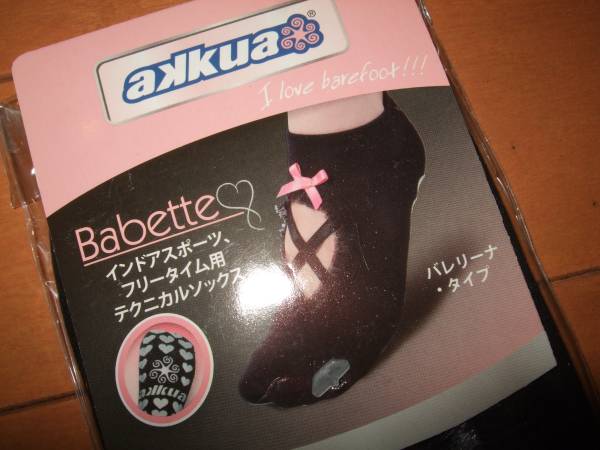 akkua®
I love barefoot!!!
Babette
インドアスポーツ、
フリータイム用
テクニカルソックス
バレリーナ
・タイプ
akkua